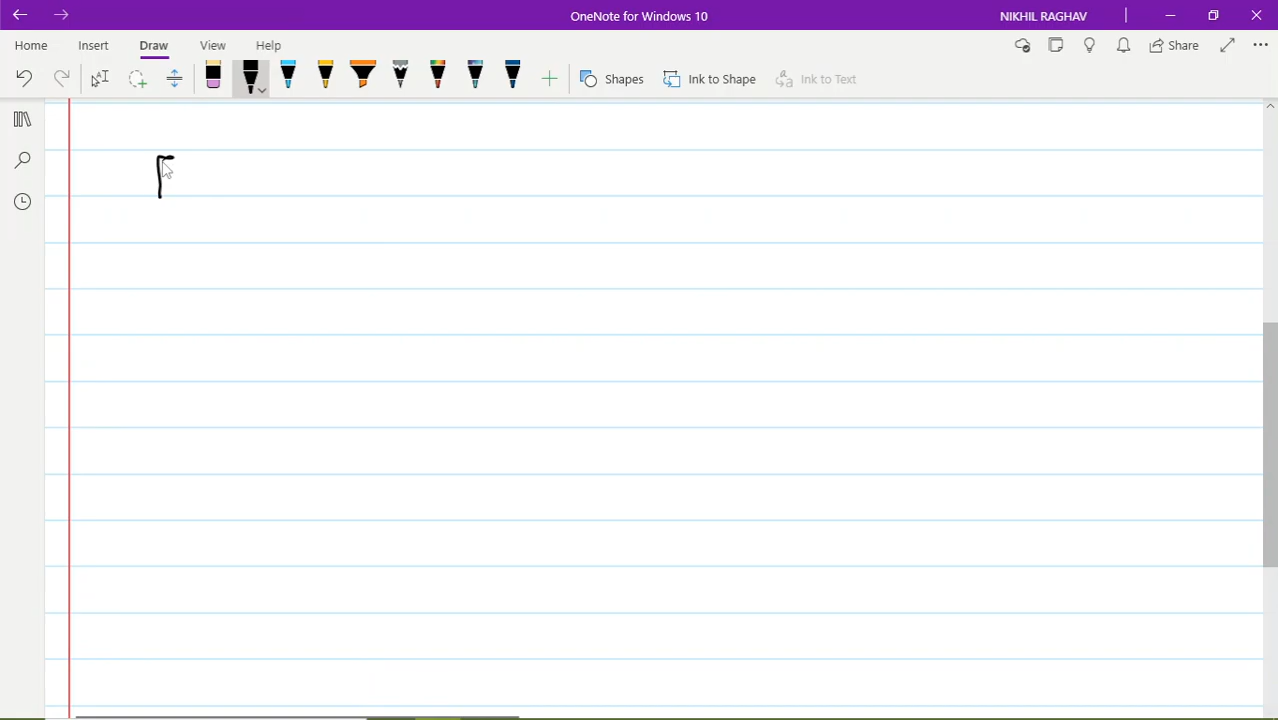 OneNote for Windows 10
NIKHIL RAGHAV
Home Insert Draw View Help
Share
Shapes Ink to Shape Ink to Text